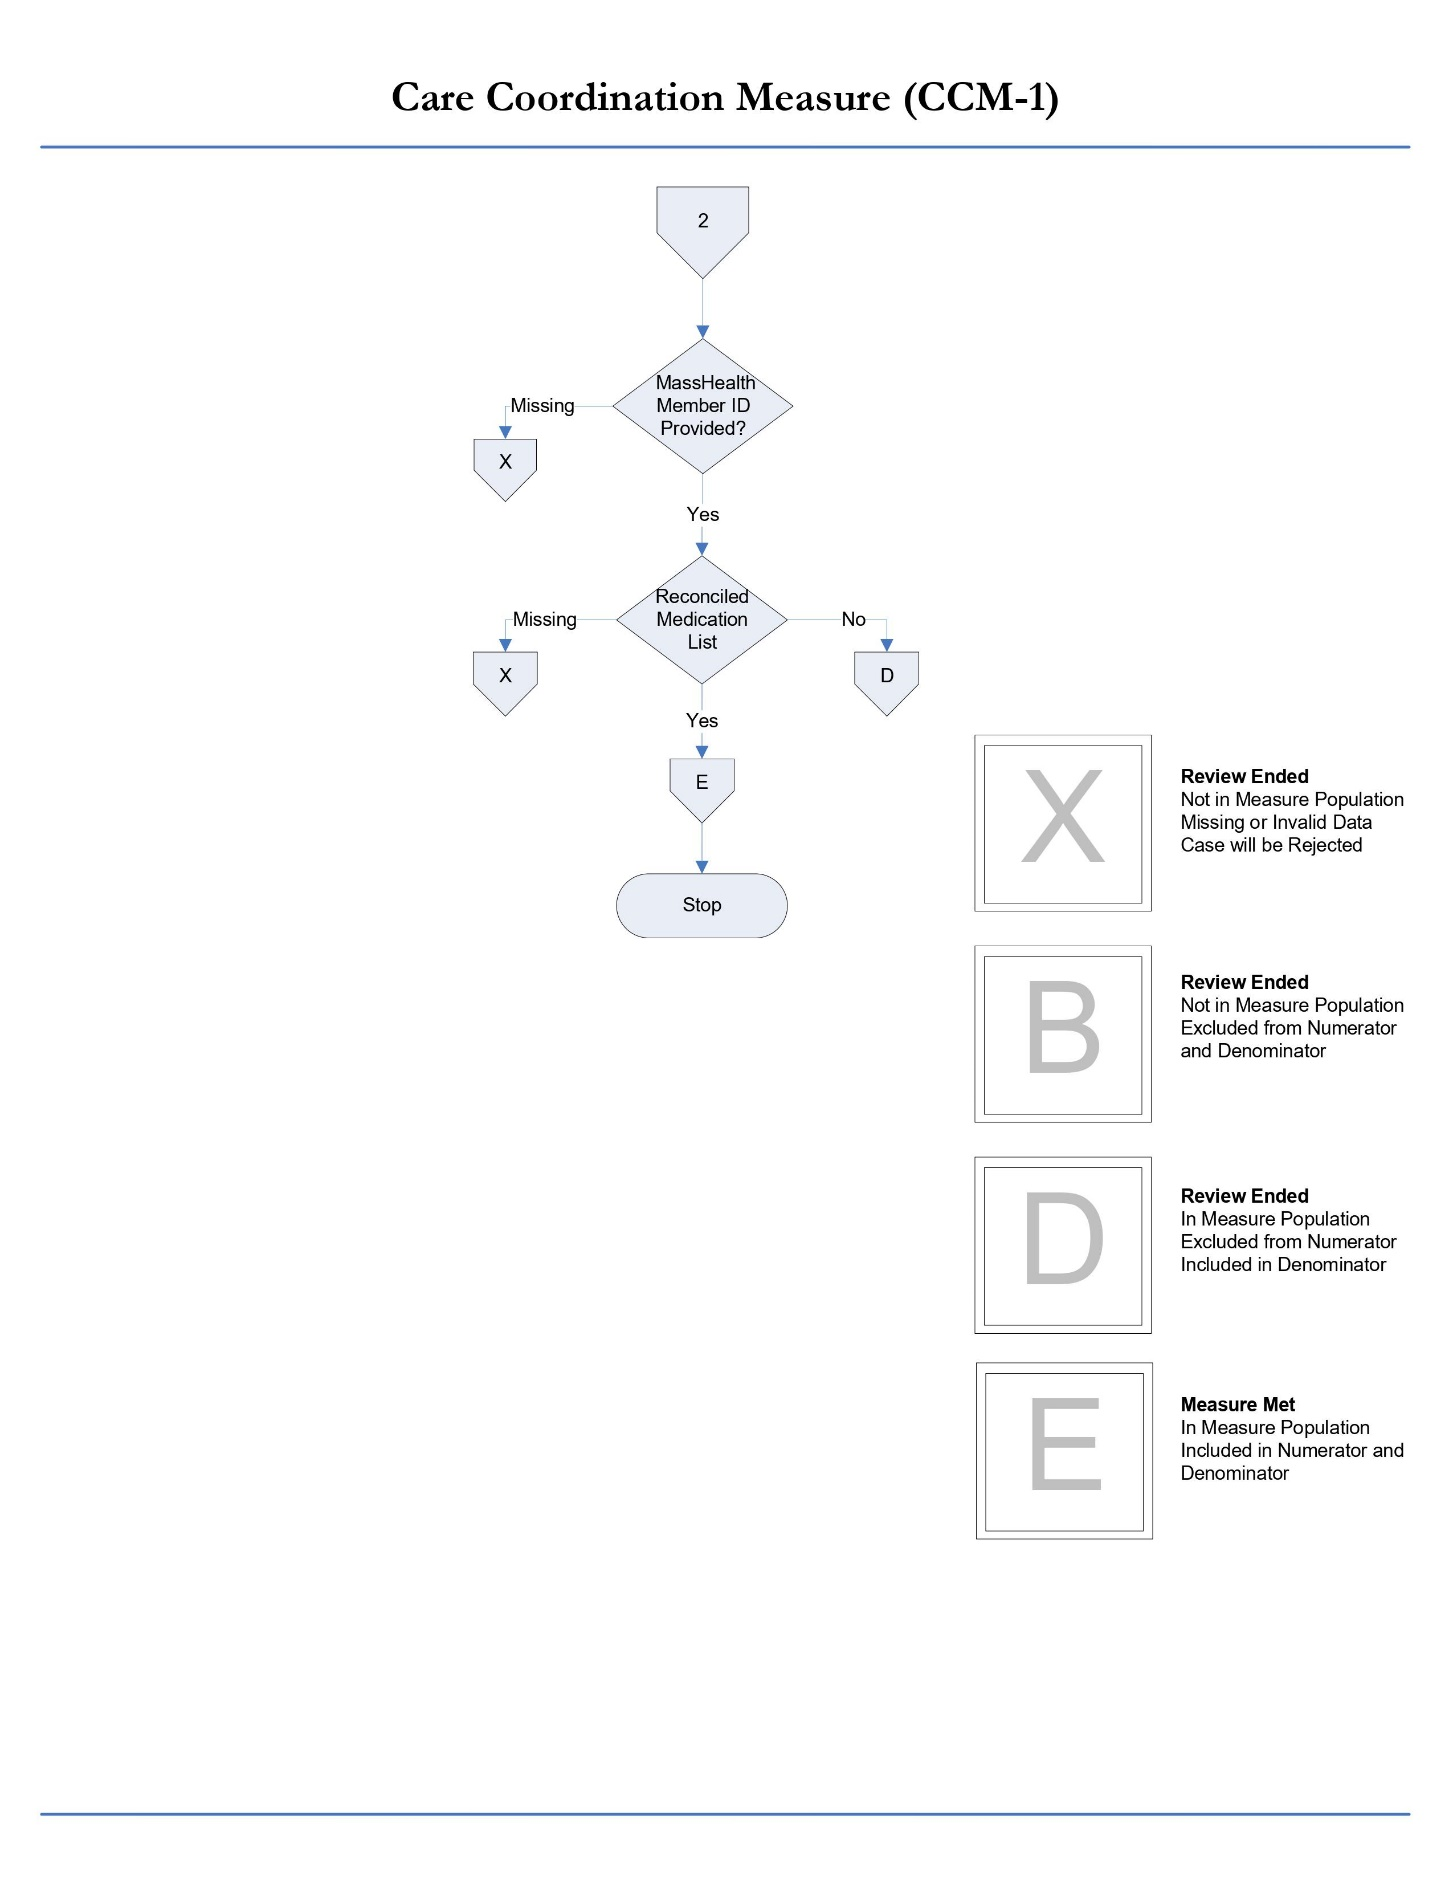 Care Coordination Measure (CCM-1)
2
MassHealth
Member ID
Provided?
Missing
X
Yes
Reconciled
Medication
List
Missing
No
X
D
Yes
E
Stop
X
Review Ended
Not in Measure Population
Missing or Invalid Data
Case will be Rejected
B
Review Ended
Not in Measure Population
Excluded from Numerator
and Denominator
D
Review Ended
In Measure Population
Excluded from Numerator
Included in Denominator
E
Measure Met
In Measure Population
Included in Numerator and
Denominator